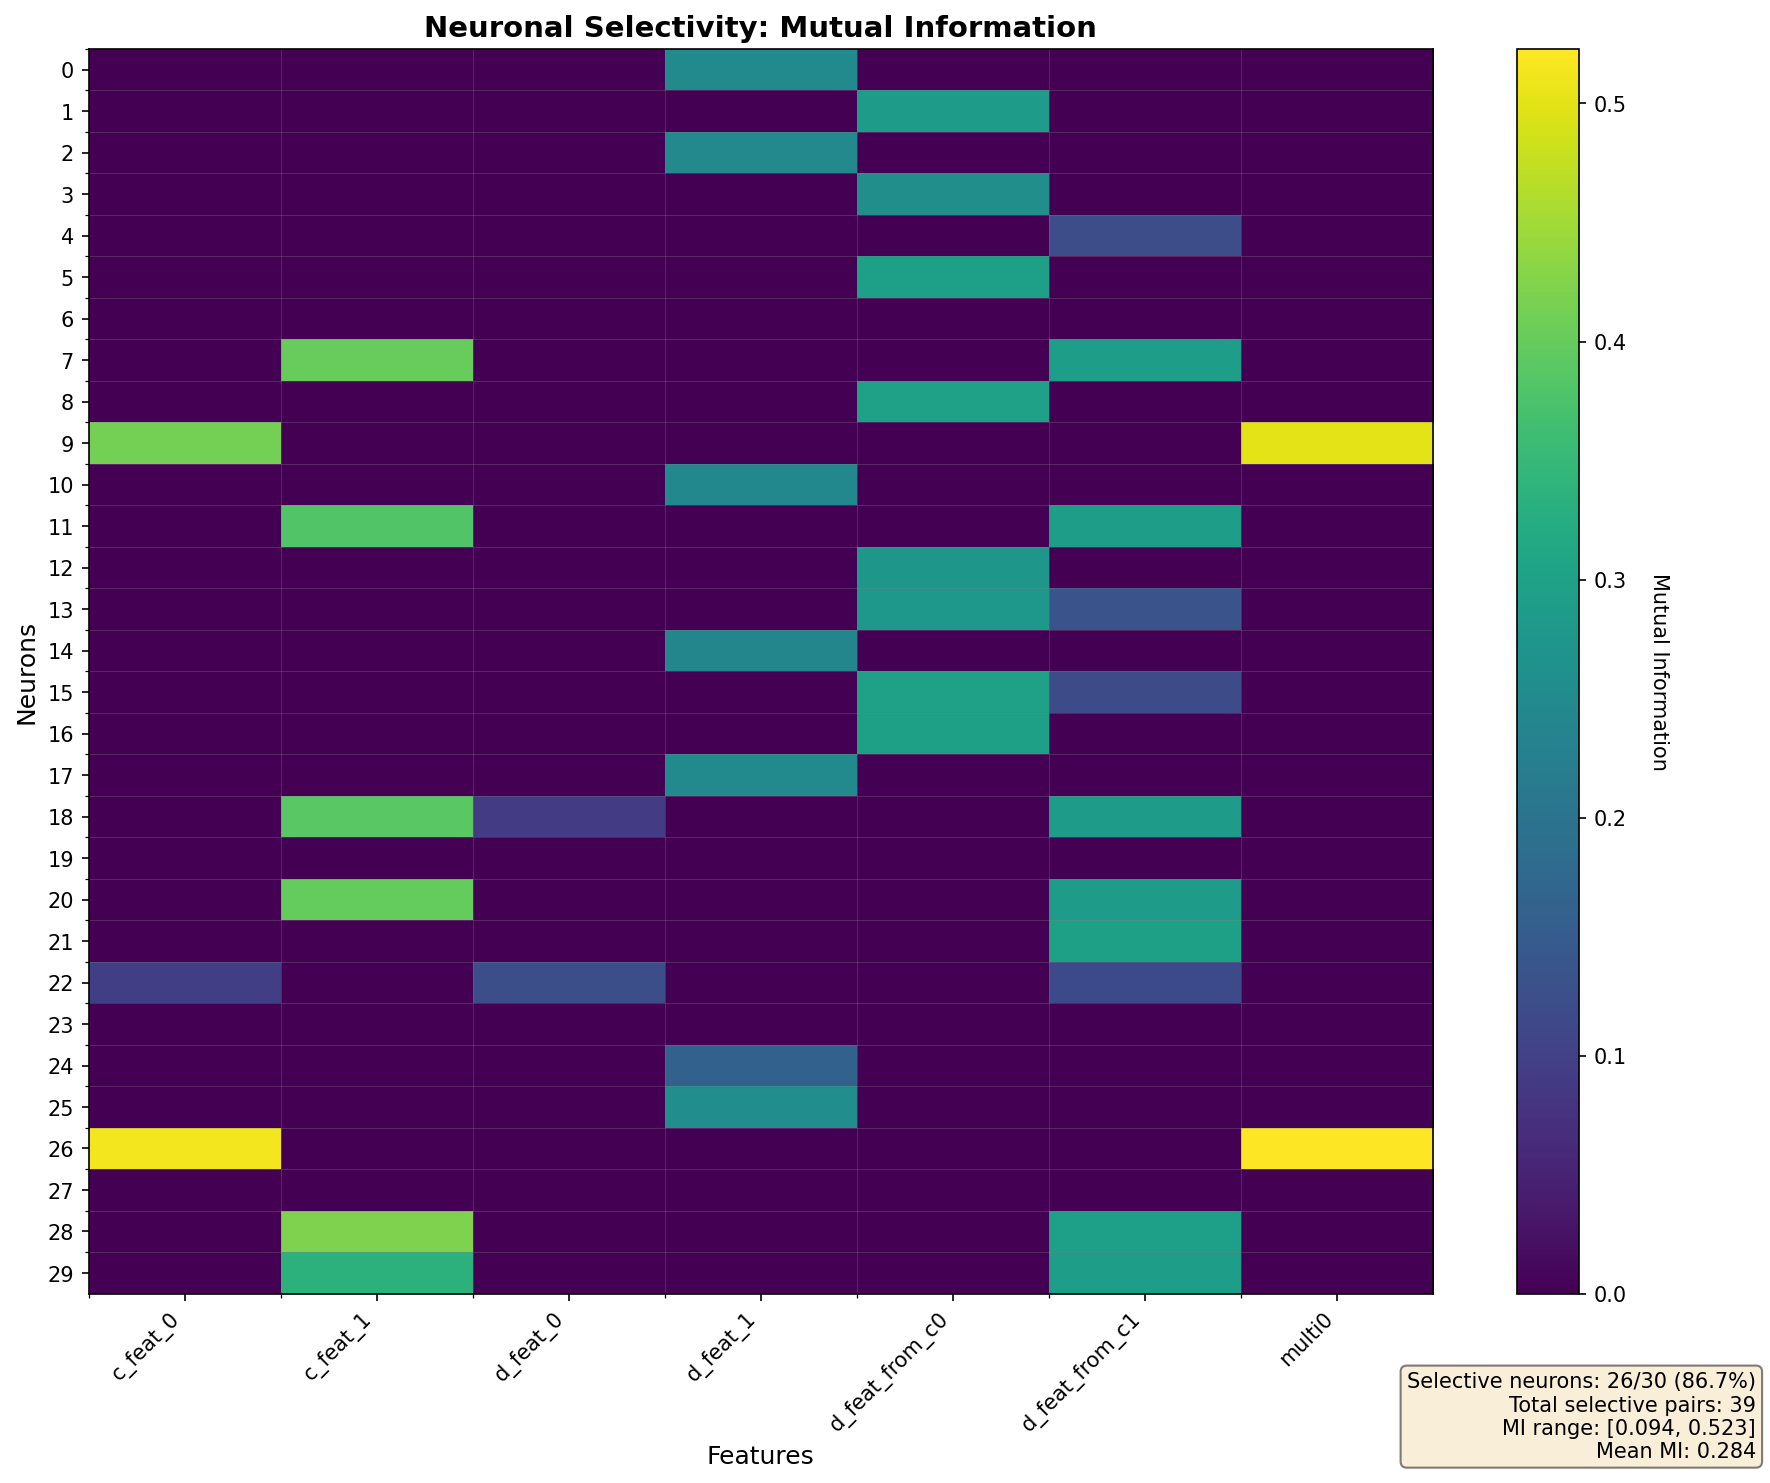 Neuronal Selectivity: Mutual Information
Neurons
0
1
2
3
4
5
6
7
8
9
10
11
12
13
14
15
16
17
18
19
20
21
22
23
24
25
26
27
28
29
c_feat_0
c_feat_1
d_feat_0
d_feat_1
d_feat_from_c0
d_feat_from_c1
multi0
Features
0.5
0.4
0.3
0.2
0.1
0.0
Mutual Information
Selective neurons: 26/30 (86.7%)
Total selective pairs: 39
MI range: [0.094, 0.523]
Mean MI: 0.284